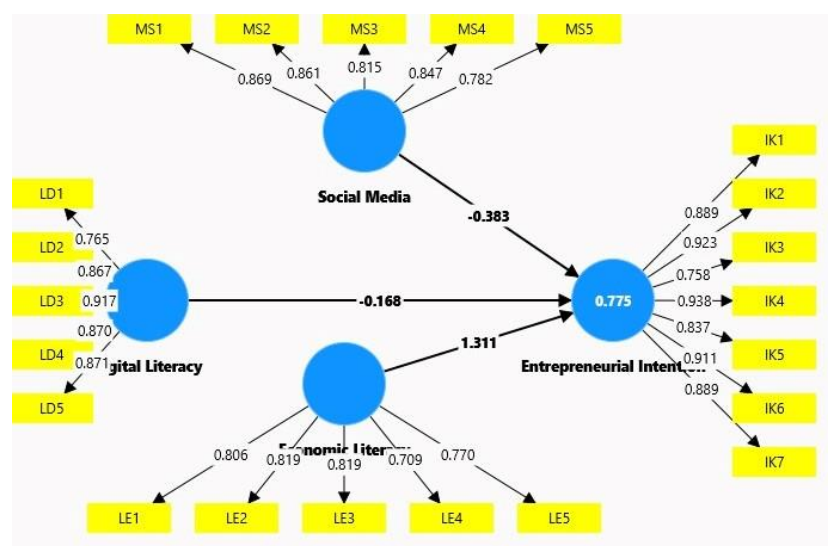 MS1 MS2 MS3 MS4 MS5
0.869 0.861 0.815 0.847 0.782
Social Media
-0.383
LD1
LD2
LD3
LD4
LD5
0.765
0.867
0.917
0.870
0.871
gital Literacy
-0.168
1.311
0.775
Entrepreneurial Intent
IK1
IK2
IK3
IK4
IK5
IK6
IK7
0.889
0.923
0.758
0.938
0.837
0.911
0.889
Economic Literacy
0.806 0.819 0.819 0.709 0.770
LE1 LE2 LE3 LE4 LE5